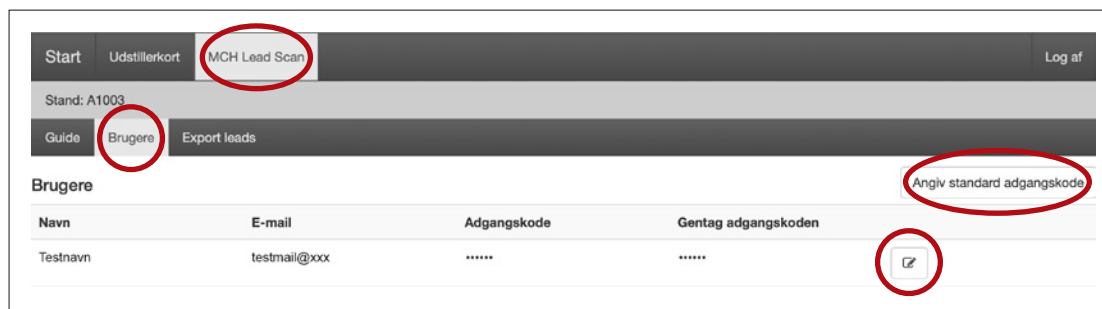 Start Udstillerkort MCH Lead Scan Log af
Stand: A1003
Guide Brugere Export leads
Brugere Angiv standard adgangskode
Navn E-mail Adgangskode Gentag adgangskoden
Testnavn testmail@xxx •••••• ••••••